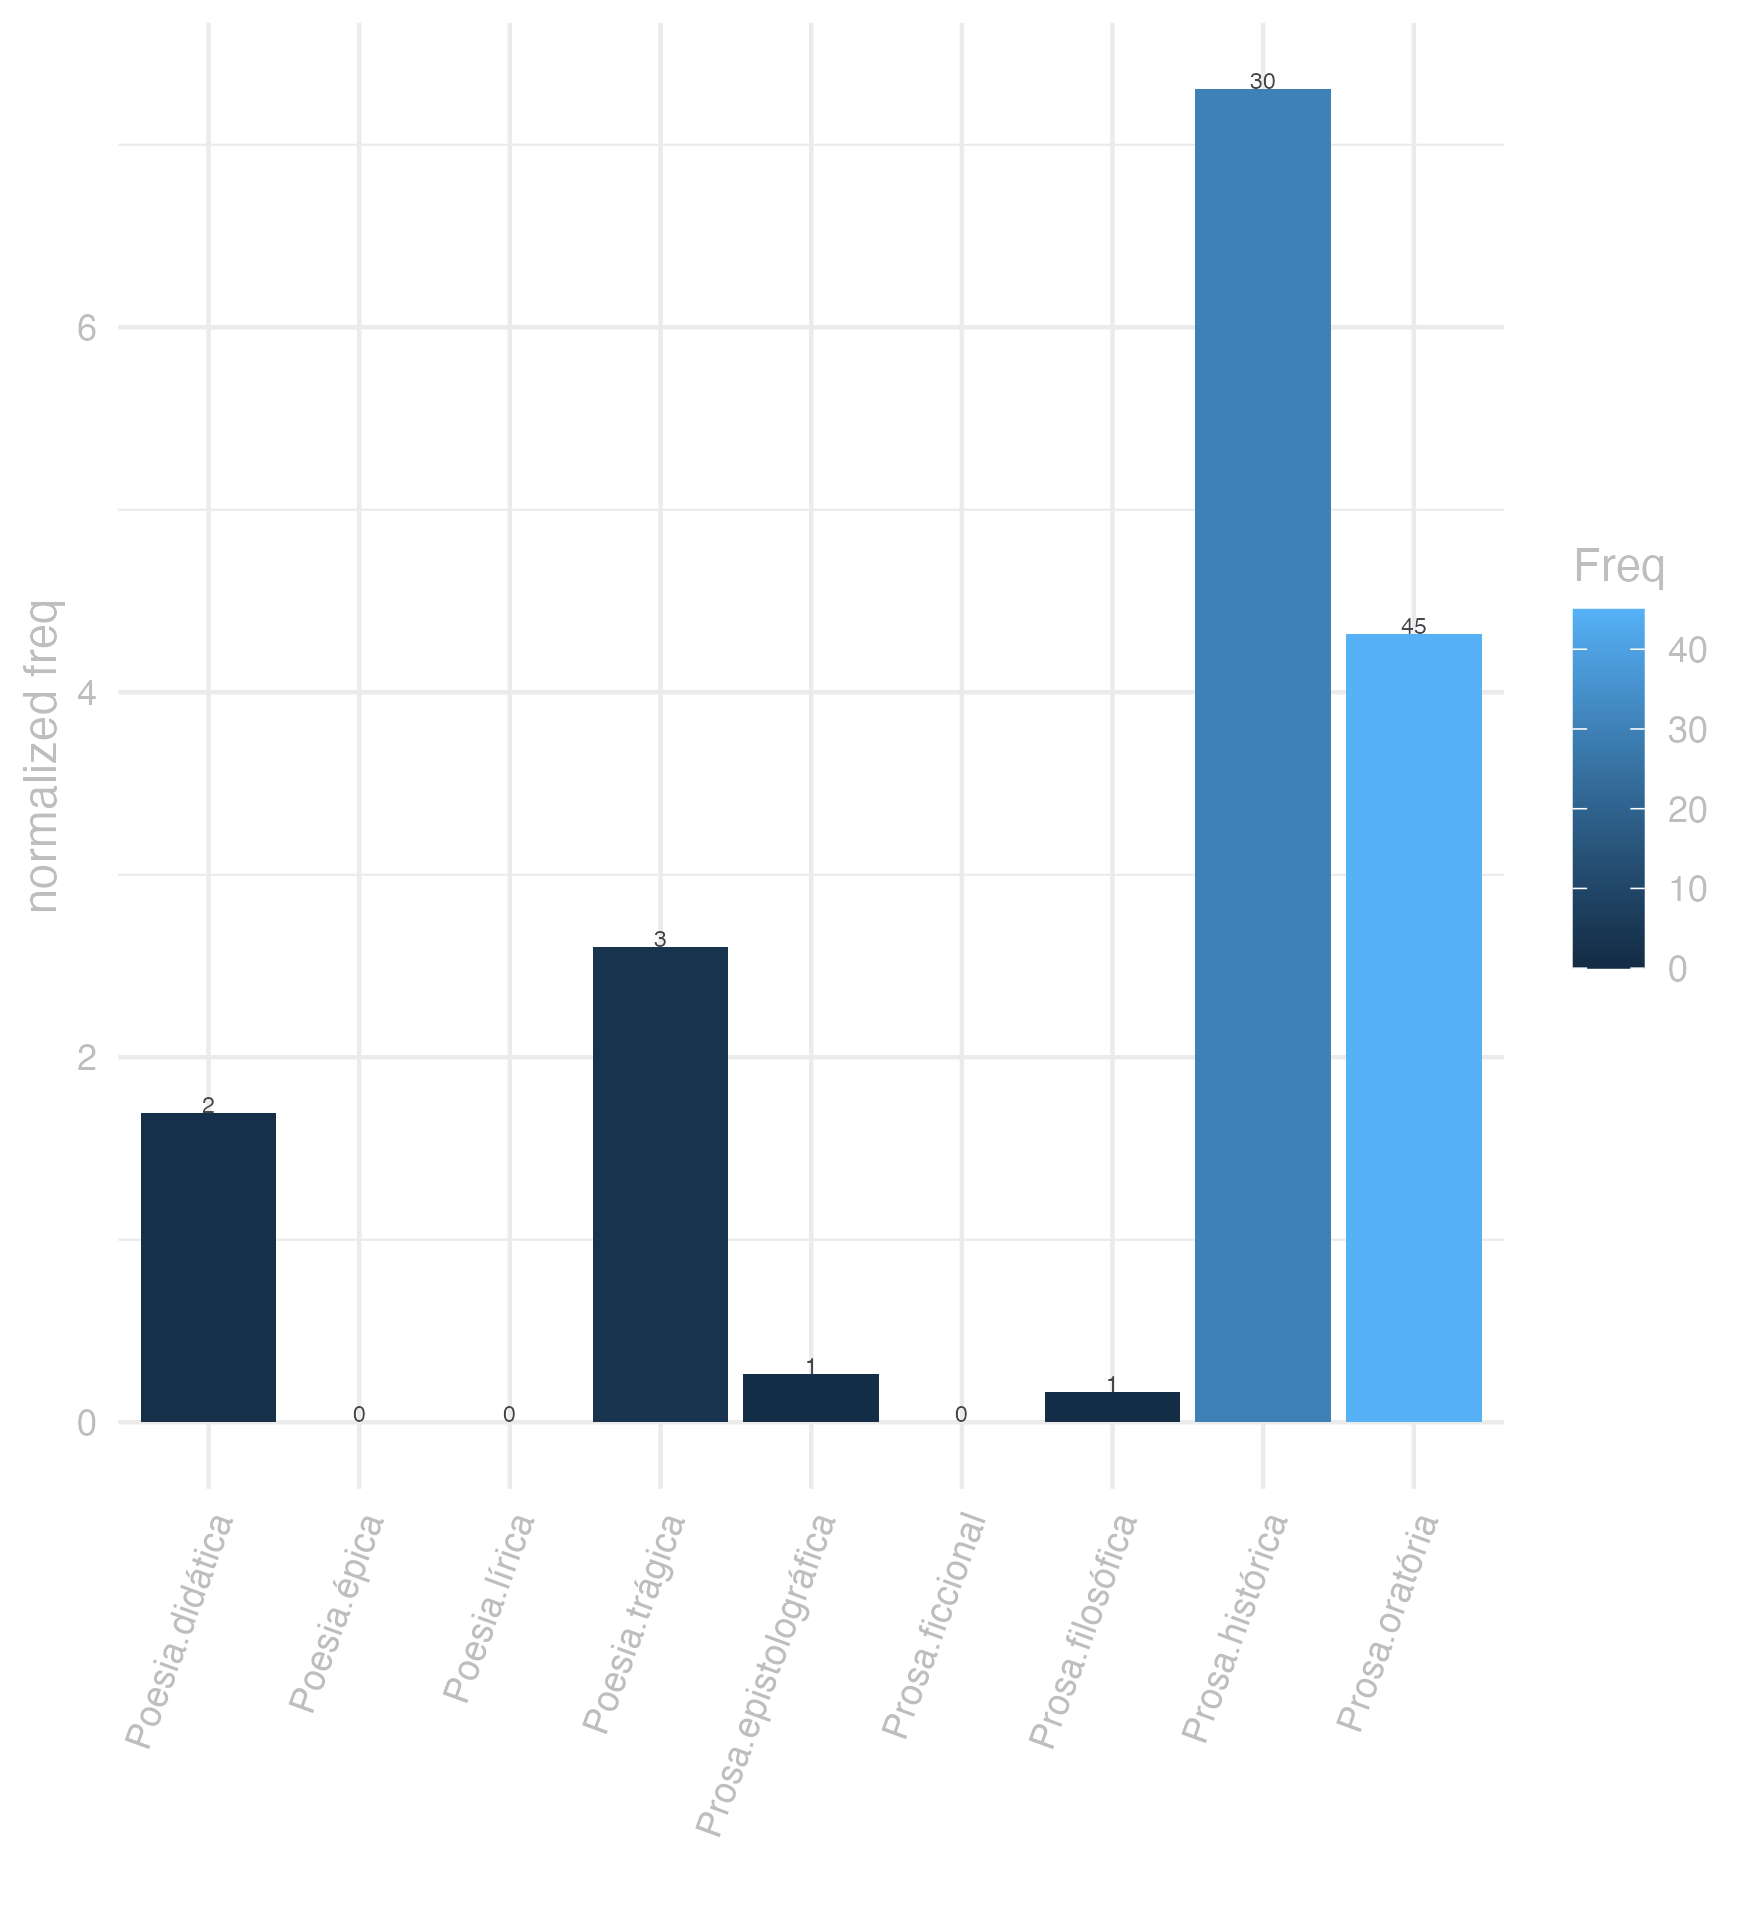 normalized freq
6
4
2
0
2
0
0
3
1
0
1
30
45
Poesia.didática
Poesia.épica
Poesia.lírica
Poesia.trágica
Prosa.epistolográfica
Prosa.ficcional
Prosa.filosófica
Prosa.histórica
Prosa.oratória
Freq
40
30
20
10
0